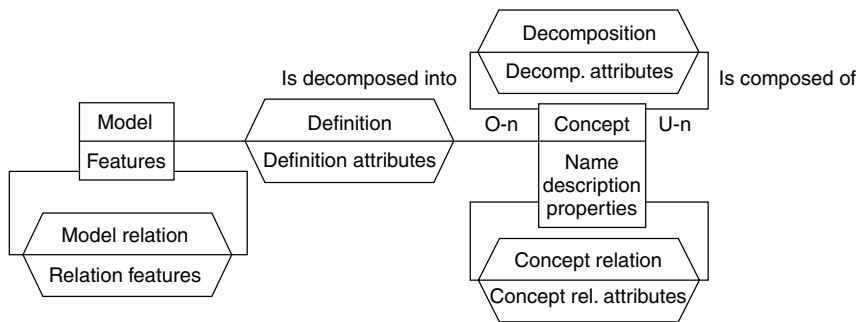 Decomposition
Decomp. attributes
Is decomposed into
Is composed of
Model
Features
Definition
Definition attributes
O-n
Concept
U-n
Name
description
properties
Model relation
Relation features
Concept relation
Concept rel. attributes